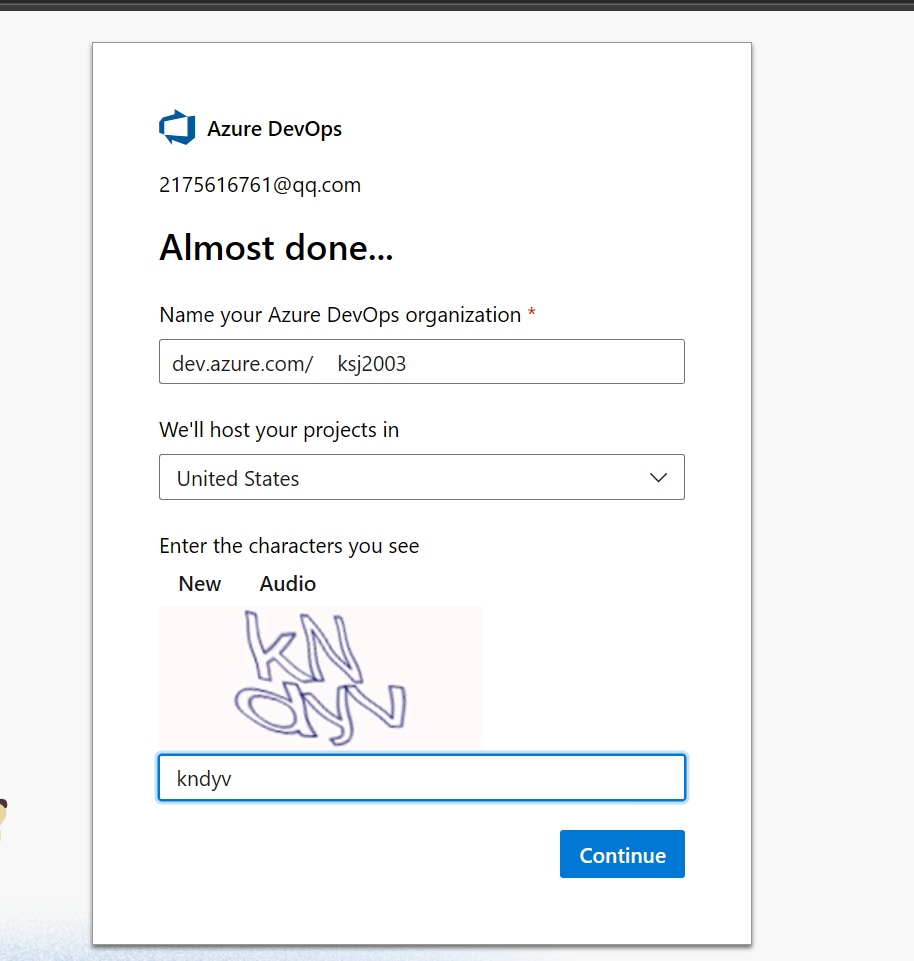 Azure DevOps
2175616761@qq.com
Almost done...
Name your Azure DevOps organization *
dev.azure.com/ ksj2003
We'll host your projects in
United States
Enter the characters you see
New Audio
kN
dyv
kndyv
Continue